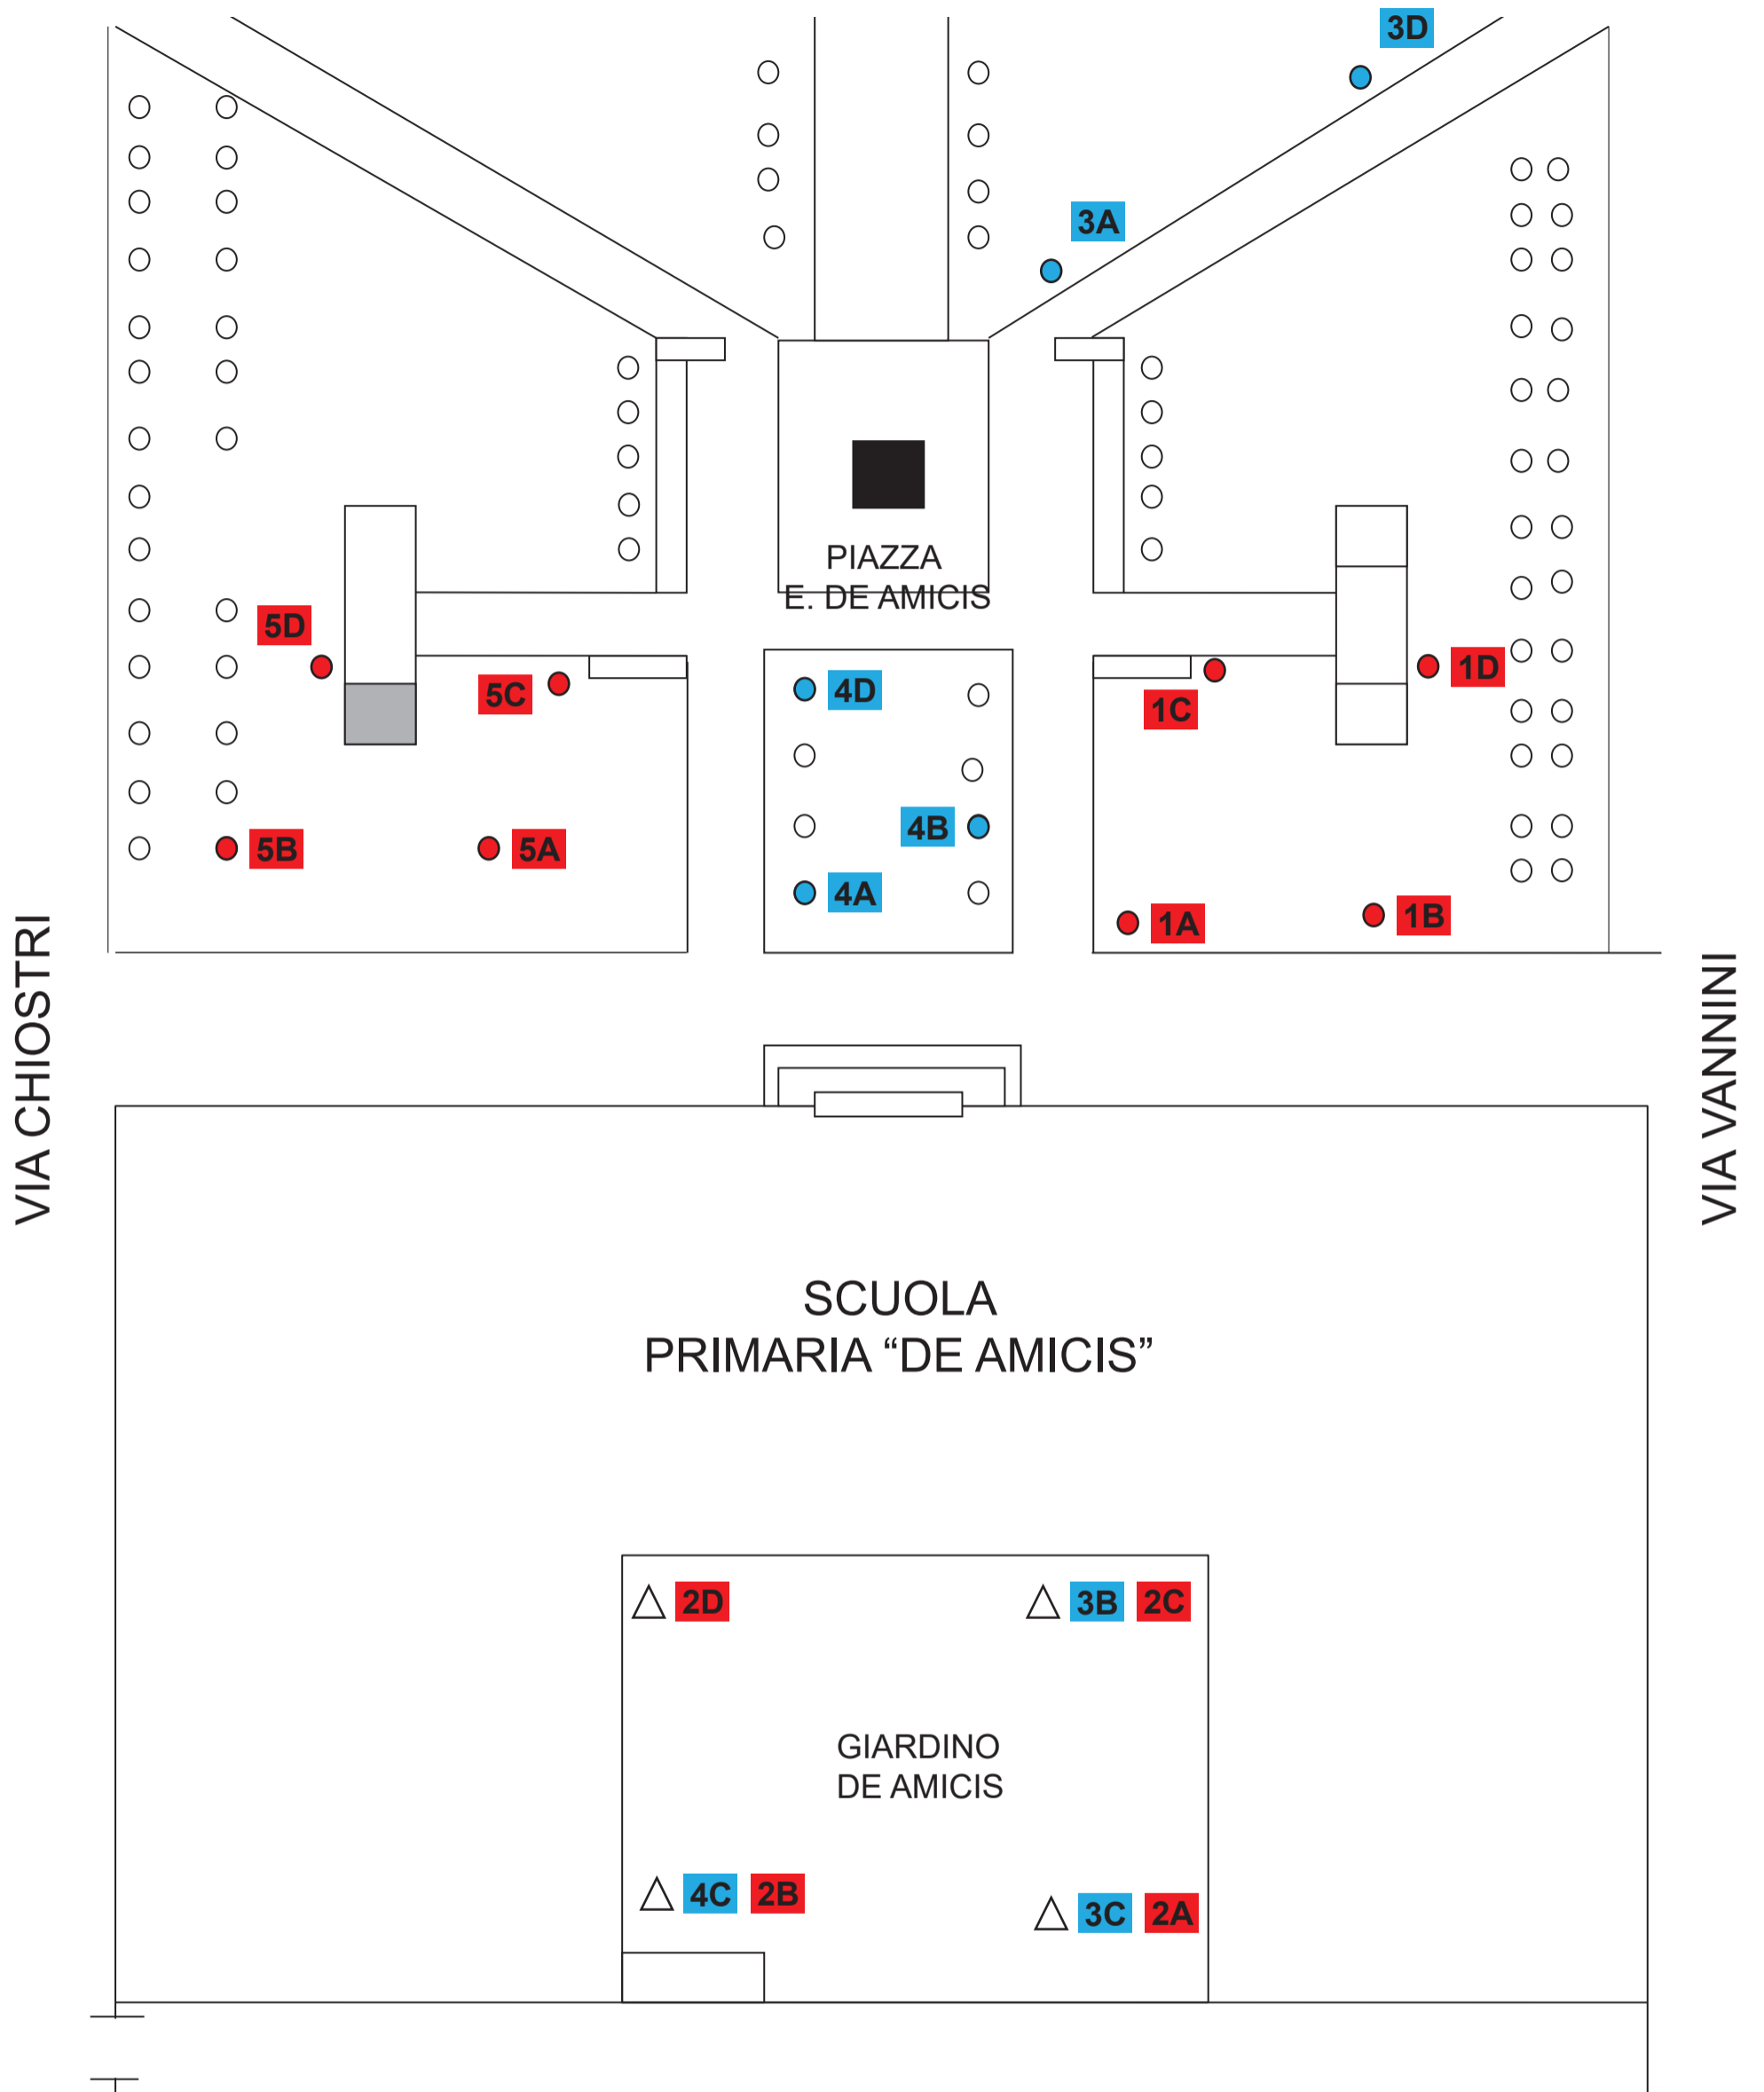 3D
3A
PIAZZA
E. DE AMICIS
5D
5C
4D
1C
1D
4B
5B
5A
4A
1A
1B
VIA CHIOSTRI
VIA VANNINI
SCUOLA
PRIMARIA “DE AMICIS”
2D
3B 2C
GIARDINO
DE AMICIS
4C 2B
3C 2A